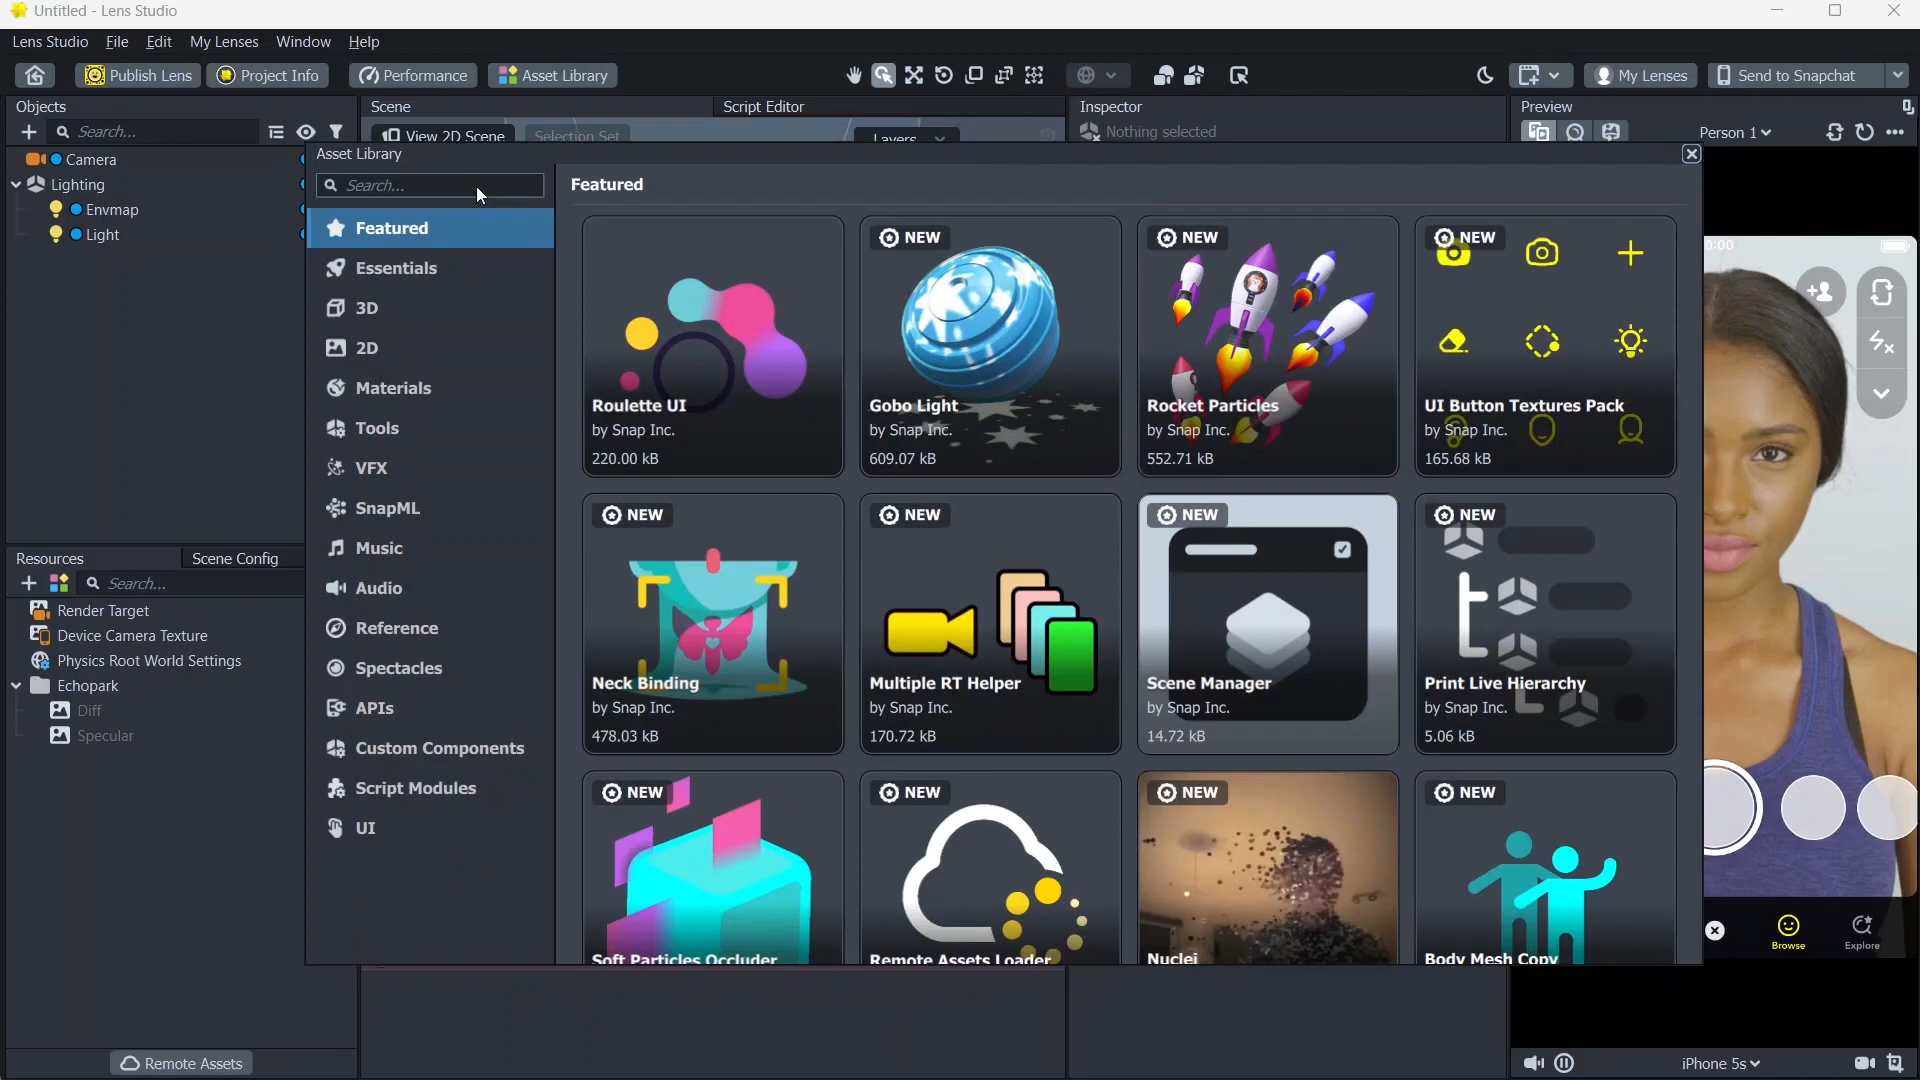 Untitled - Lens Studio
Lens Studio File Edit My Lenses Window Help
Publish Lens Project Info Performance Asset Library My Lenses Send to Snapchat
Objects Scene Script Editor Inspector Preview
Search... View 2D Scene Selection Set Layers Nothing selected Person 1
Camera
Lighting
Envmap
Light
Asset Library
Search...
Featured
Essentials
3D
2D
Materials
Tools
VFX
SnapML
Music
Audio
Reference
Spectacles
APIs
Custom Components
Script Modules
UI
Featured
Roulette UI
by Snap Inc.
220.00 kB
NEW
Gobo Light
by Snap Inc.
609.07 kB
NEW
Rocket Particles
by Snap Inc.
552.71 kB
NEW
UI Button Textures Pack
by Snap Inc.
165.68 kB
NEW
Neck Binding
by Snap Inc.
478.03 kB
NEW
Multiple RT Helper
by Snap Inc.
170.72 kB
NEW
Scene Manager
by Snap Inc.
14.72 kB
NEW
Print Live Hierarchy
by Snap Inc.
5.06 kB
NEW
Soft Particles Occluder
NEW
Remote Assets Loader
NEW
Nuclei
NEW
Body Mesh Copy
Resources Scene Config
Search...
Render Target
Device Camera Texture
Physics Root World Settings
Echopark
Diff
Specular
Remote Assets
0:00
Browse Explore
iPhone 5s